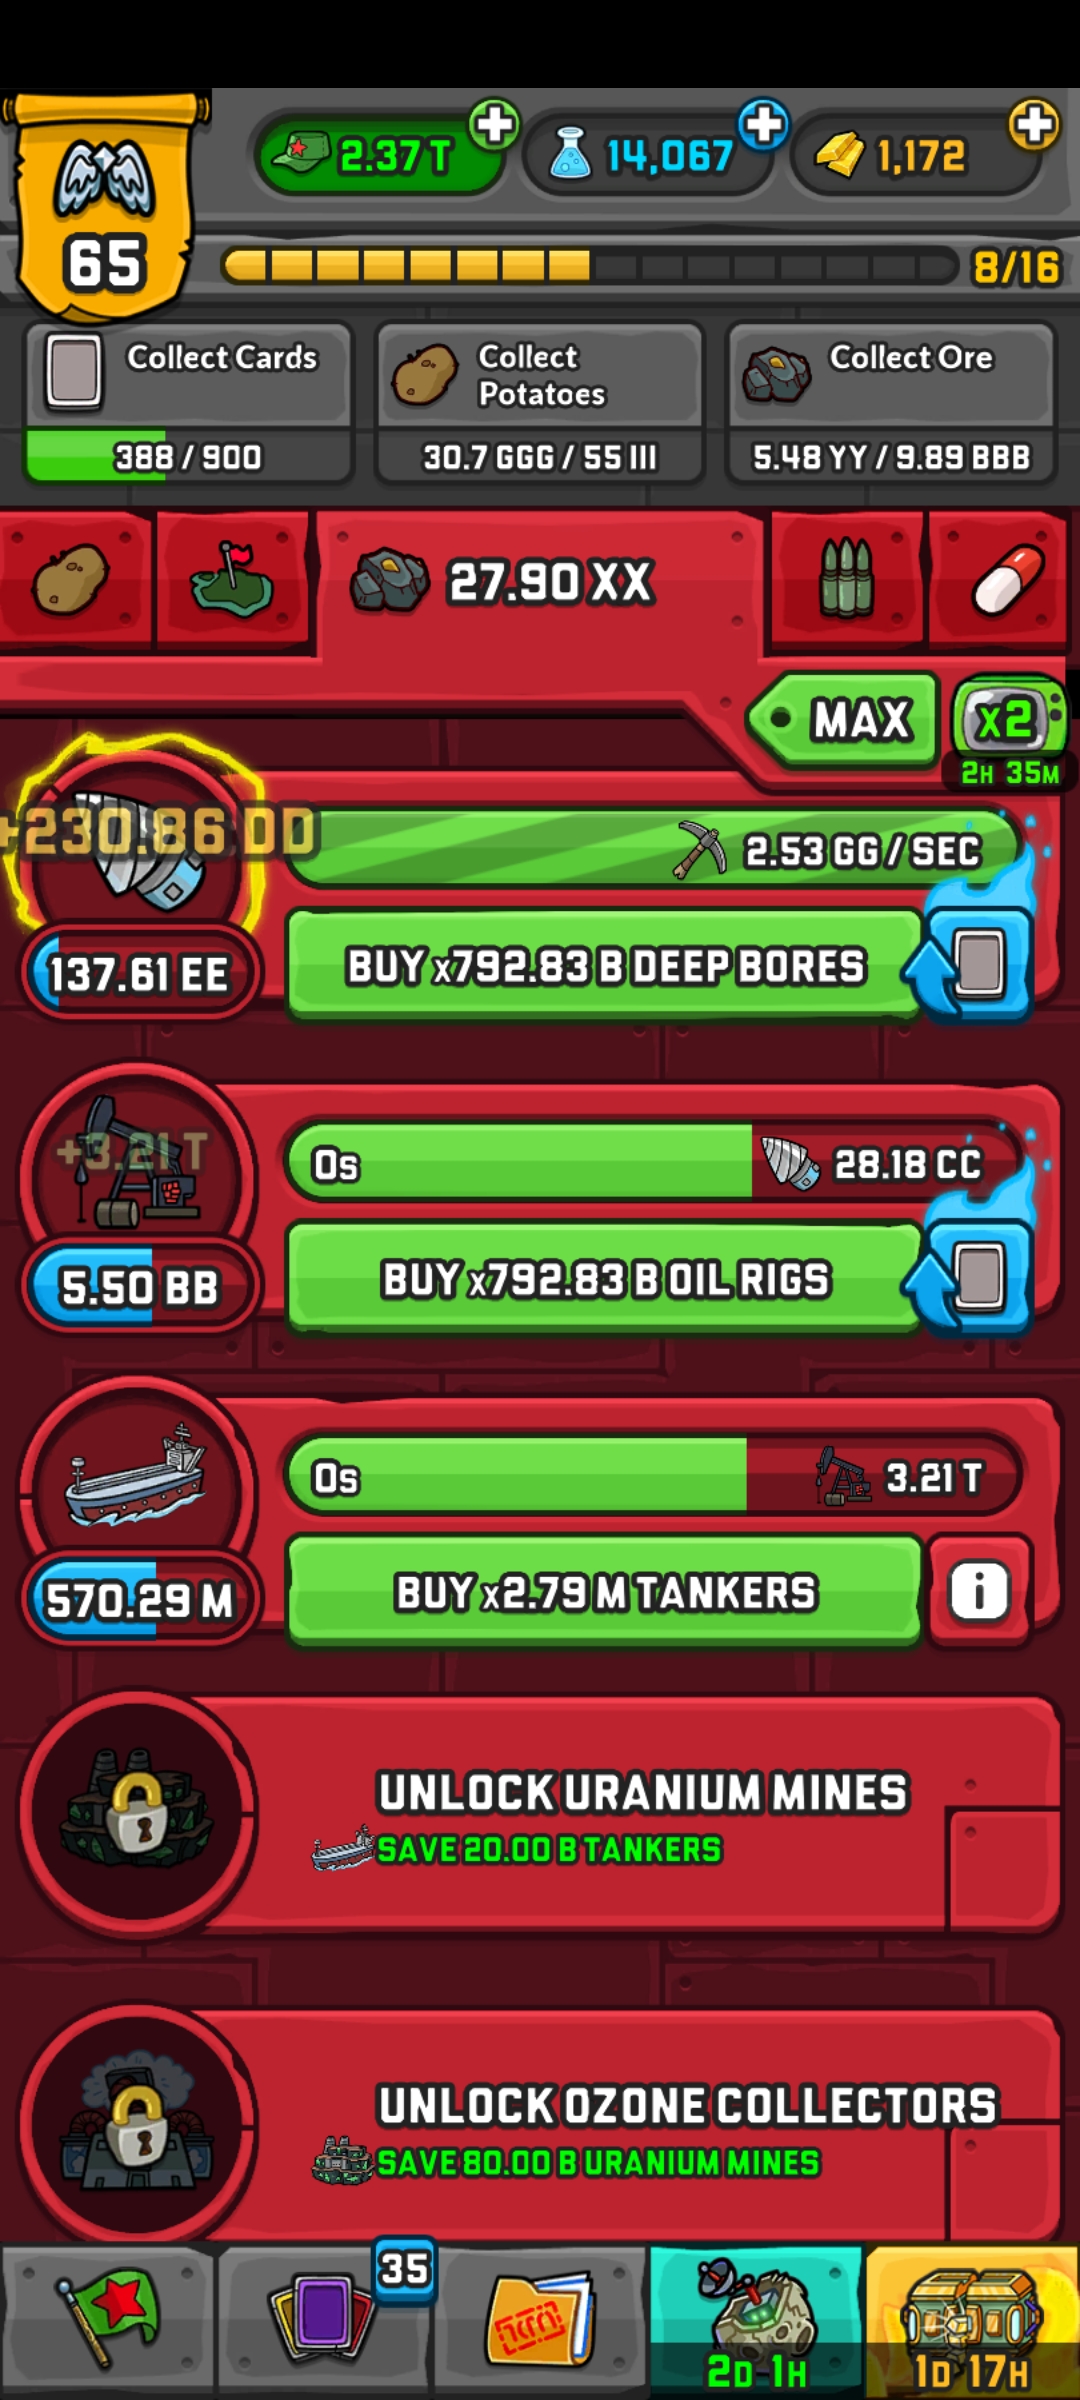 2.37 T
14,067
1,172
65
8/16
Collect Cards
388 / 900
Collect
Potatoes
30.7 GGG / 55 III
Collect Ore
5.48 YY / 9.89 BBB
27.90 XX
MAX
x2
2H 35M
+230.86 DD
2.53 GG / SEC
137.61 EE
BUY x792.83 B DEEP BORES
+3.21 T
0s
28.18 CC
5.50 BB
BUY x792.83 B OIL RIGS
0s
3.21 T
570.29 M
BUY x2.79 M TANKERS
i
UNLOCK URANIUM MINES
SAVE 20.00 B TANKERS
UNLOCK OZONE COLLECTORS
SAVE 80.00 B URANIUM MINES
35
2D 1H
1D 17H